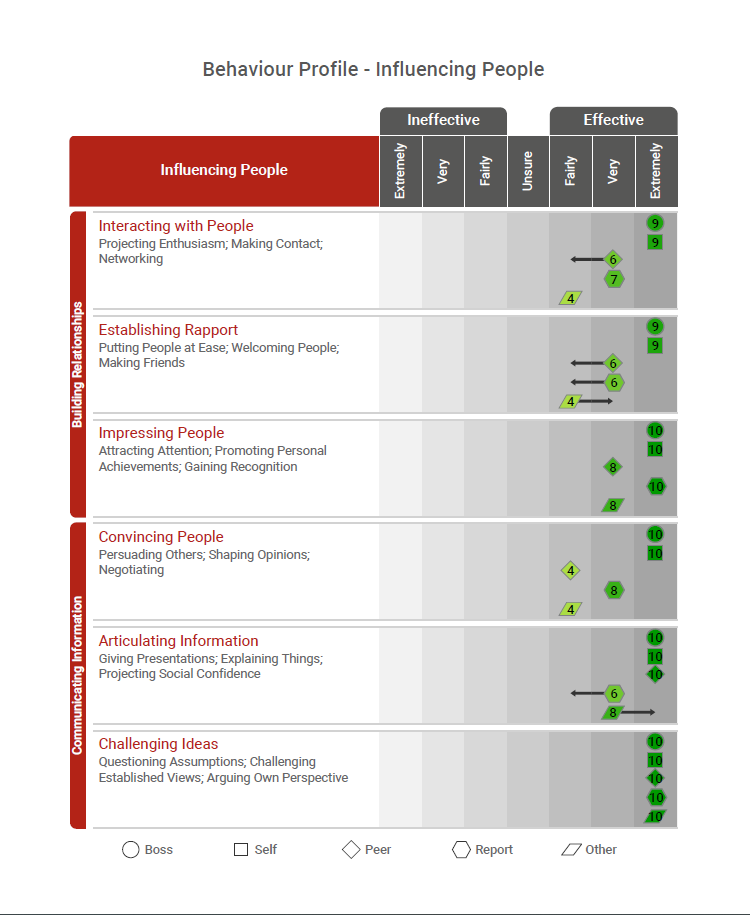 Behaviour Profile - Influencing People
Ineffective
Effective
Influencing People
Extremely
Very
Fairly
Unsure
Fairly
Very
Extremely
Building Relationships
Interacting with People
Projecting Enthusiasm; Making Contact;
Networking
9
9
6
7
4
Establishing Rapport
Putting People at Ease; Welcoming People;
Making Friends
9
9
6
6
4
Impressing People
Attracting Attention; Promoting Personal
Achievements; Gaining Recognition
10
10
8
10
8
Communicating Information
Convincing People
Persuading Others; Shaping Opinions;
Negotiating
10
10
4
8
4
Articulating Information
Giving Presentations; Explaining Things;
Projecting Social Confidence
10
10
10
6
8
Challenging Ideas
Questioning Assumptions; Challenging
Established Views; Arguing Own Perspective
10
10
10
10
10
Boss
Self
Peer
Report
Other